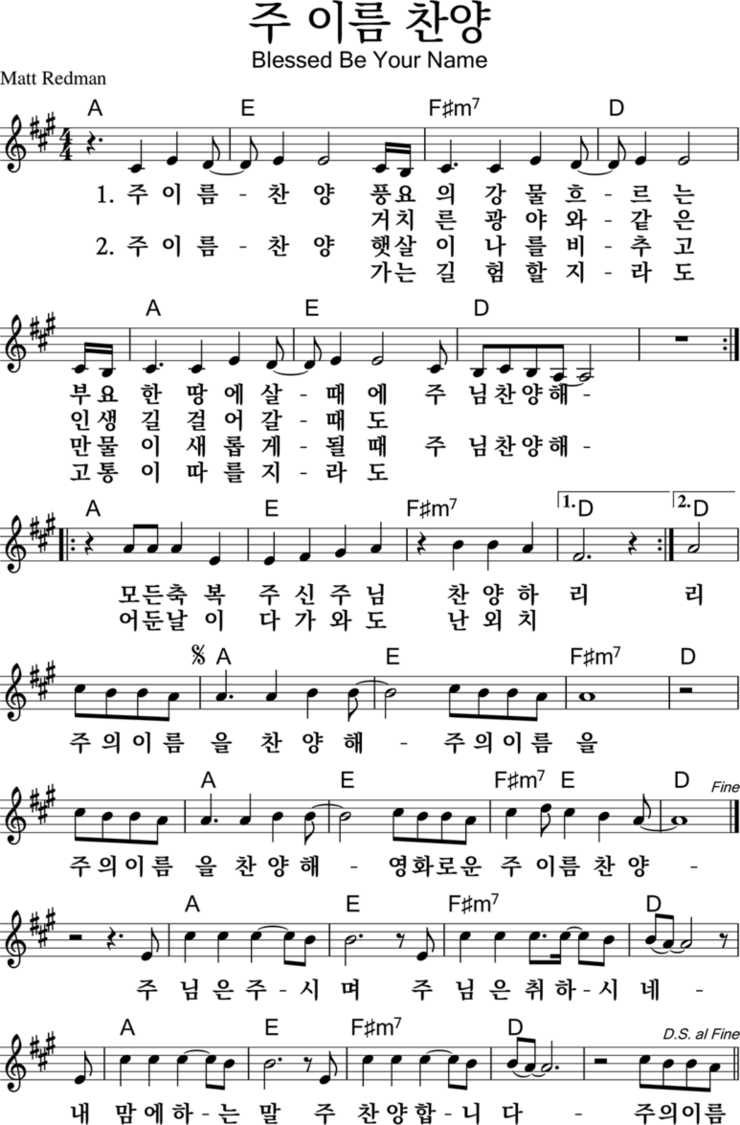 주 이름 찬양
Blessed Be Your Name
Matt Redman
A E F#m7 D
1. 주 이 름 - 찬 양 풍요 의 강 물 흐 - 르 는
거치 른 광 야 와 - 같 은
2. 주 이 름 - 찬 양 햇살 이 나 를 비 - 추 고
가는 길 험 할 지 - 라 도
A E D
부요 한 땅 에 살 - 때 에 주 님찬양해 -
인생 길 걸 어 갈 - 때 도
만물 이 새 롭 게 - 될 때 주 님찬양해 -
고통 이 따 를 지 - 라 도
A E F#m7 1. D 2. D
모든축 복 주 신 주 님 찬 양 하 리 리
어둔날 이 다 가 와 도 난 외 치
A E F#m7 D
주 의 이 름 을 찬 양 해 - 주의이름 을
A E F#m7 E D Fine
주의이 름 을 찬 양 해 - 영화로운 주 이름 찬 양 -
A E F#m7 D
주 님 은 주 - 시 며 주 님 은 취 하 - 시 네 -
A E F#m7 D D.S. al Fine
내 맘 에 하 - 는 말 주 찬 양 합 - 니 다 - 주의이름